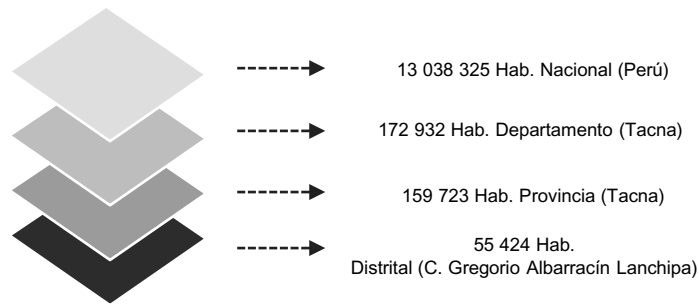 13 038 325 Hab. Nacional (Perú)
172 932 Hab. Departamento (Tacna)
159 723 Hab. Provincia (Tacna)
55 424 Hab.
Distrital (C. Gregorio Albarracín Lanchipa)